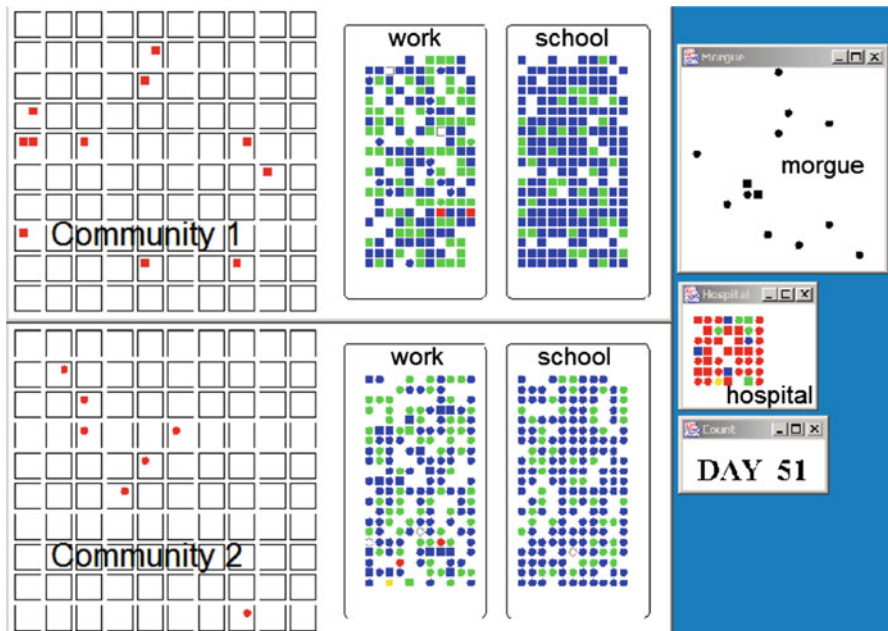 work
school
Morgue
morgue
Community 1
Hospital
hospital
work
school
Count
DAY 51
Community 2